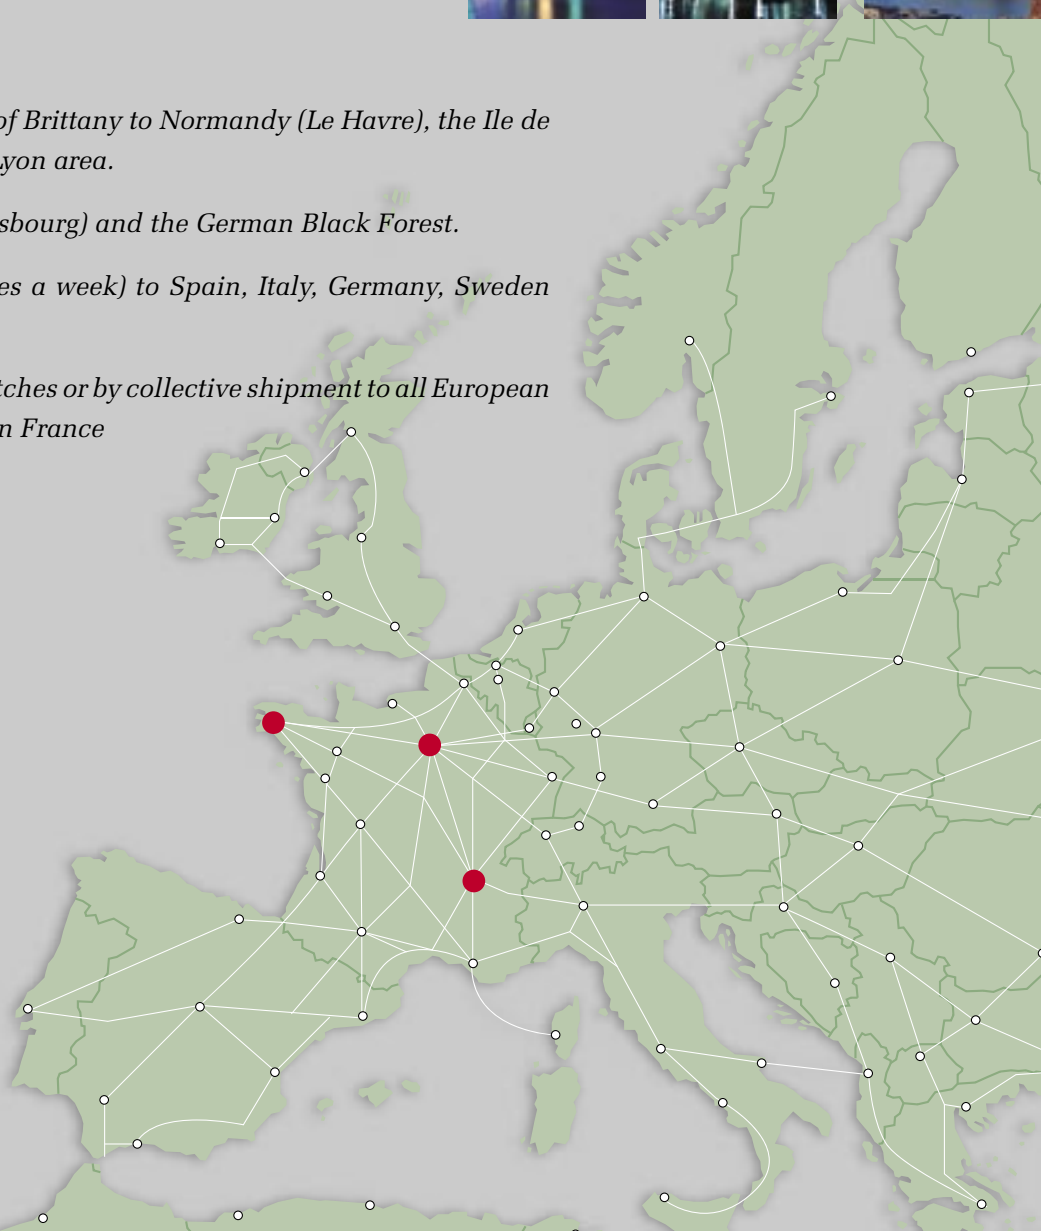 of Brittany to Normandy (Le Havre), the Ile de
yon area.
sbourg) and the German Black Forest.
es a week) to Spain, Italy, Germany, Sweden
tches or by collective shipment to all European
n France